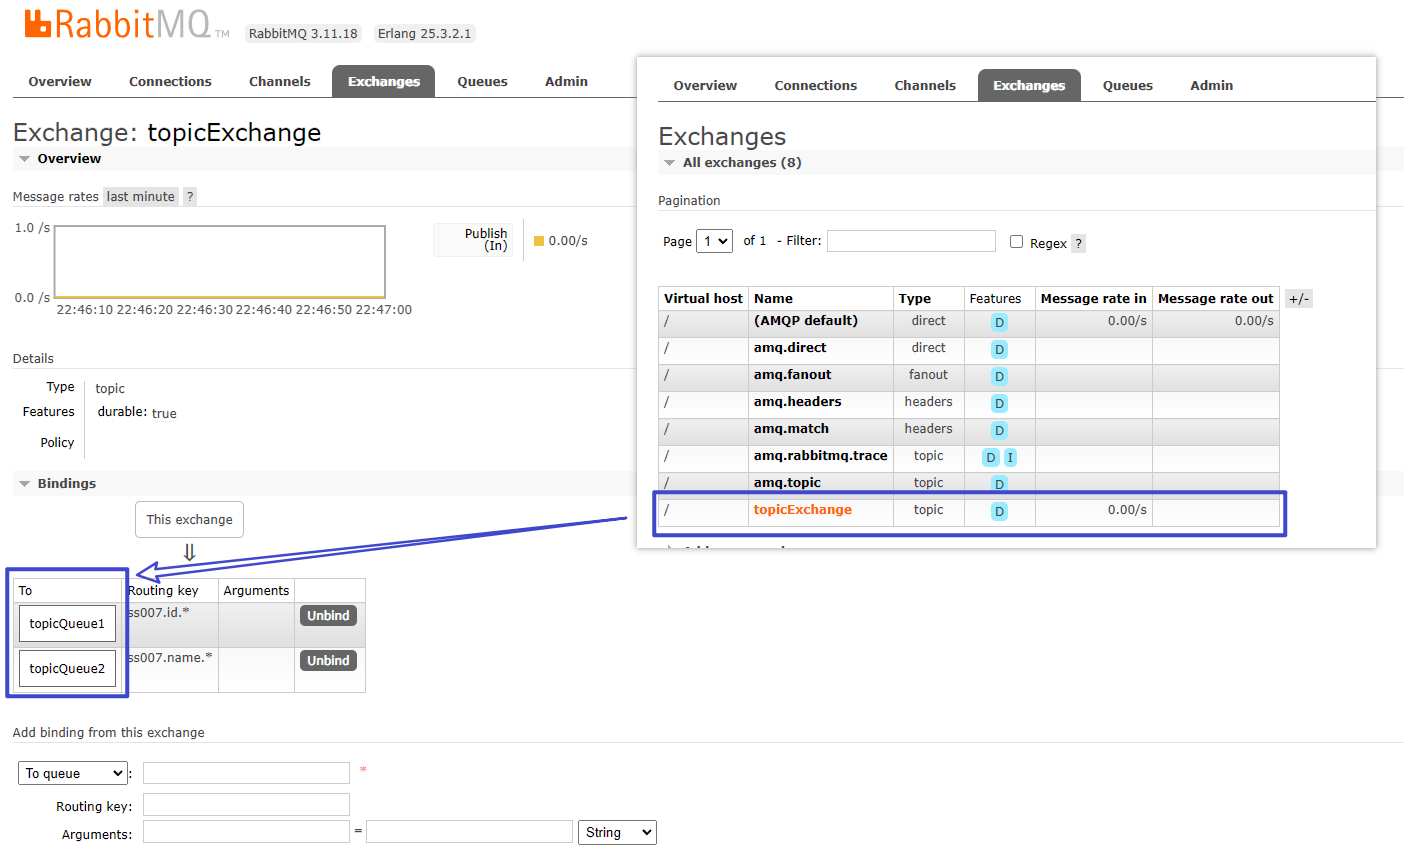 RabbitMQ TM RabbitMQ 3.11.18 Erlang 25.3.2.1
Overview Connections Channels Exchanges Queues Admin
Exchange: topicExchange
Overview
Message rates last minute ?
1.0 /s
0.0 /s
22:46:10 22:46:20 22:46:30 22:46:40 22:46:50 22:47:00
Publish
(In)
0.00/s
Details
Type topic
Features durable: true
Policy
Bindings
This exchange
⇓
To Routing key Arguments
topicQueue1 ss007.id.* Unbind
topicQueue2 ss007.name.* Unbind
Add binding from this exchange
To queue : *
Routing key:
Arguments: = String
Overview Connections Channels Exchanges Queues Admin
Exchanges
All exchanges (8)
Pagination
Page 1 of 1 - Filter: Regex ?
Virtual host Name Type Features Message rate in Message rate out +/-
/ (AMQP default) direct D 0.00/s 0.00/s
/ amq.direct direct D
/ amq.fanout fanout D
/ amq.headers headers D
/ amq.match headers D
/ amq.rabbitmq.trace topic D I
/ amq.topic topic D
/ topicExchange topic D 0.00/s